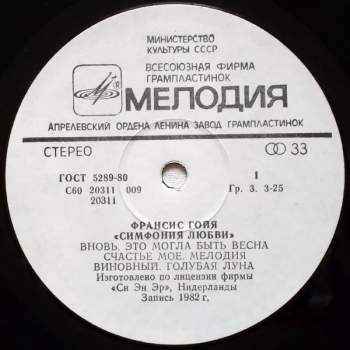 МИНИСТЕРСТВО
КУЛЬТУРЫ СССР
ВСЕСОЮЗНАЯ ФИРМА
ГРАМПЛАСТИНОК
МЕЛОДИЯ
АПРЕЛЕВСКИЙ ОРДЕНА ЛЕНИНА ЗАВОД ГРАМПЛАСТИНОК
СТЕРЕО 33
ГОСТ 5289-80 1
С60 20311 009 Гр. 3. 3-25
20311
ФРАНСИС ГОЙЯ
«СИМФОНИЯ ЛЮБВИ»
ВНОВЬ. ЭТО МОГЛА БЫТЬ ВЕСНА
СЧАСТЬЕ МОЕ. МЕЛОДИЯ
ВИНОВНЫЙ. ГОЛУБАЯ ЛУНА
Изготовлено по лицензии фирмы
«Си Эн Эр», Нидерланды
Запись 1982 г.